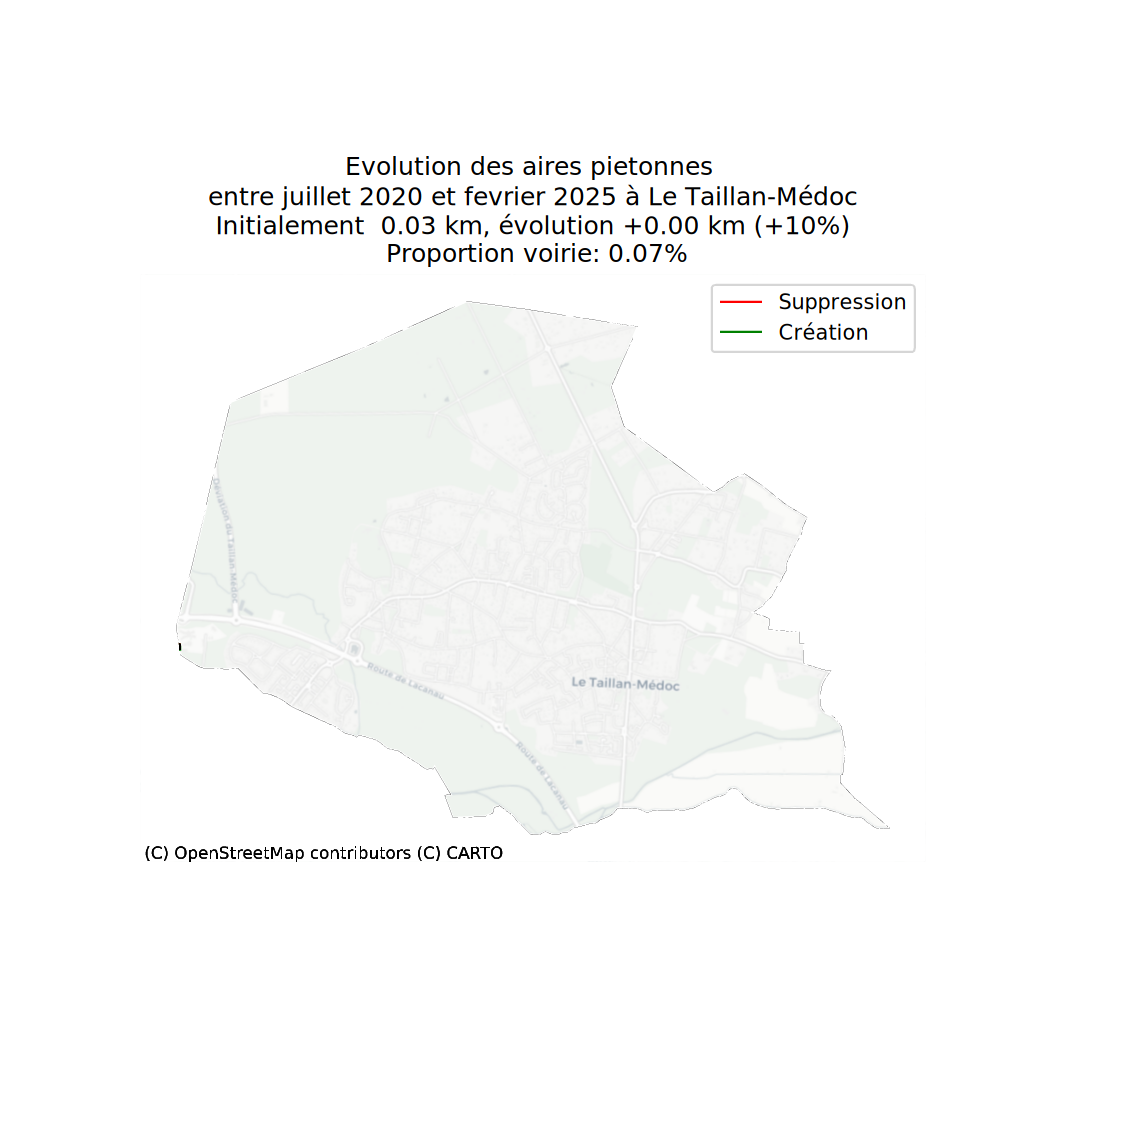 Evolution des aires pietonnes
entre juillet 2020 et fevrier 2025 à Le Taillan-Médoc
Initialement  0.03 km, évolution +0.00 km (+10%)
Proportion voirie: 0.07%
Suppression
Création
Déviation du Taillan-Médoc
Route de Lacanau
Le Taillan-Médoc
Route de Lacanau
(C) OpenStreetMap contributors (C) CARTO